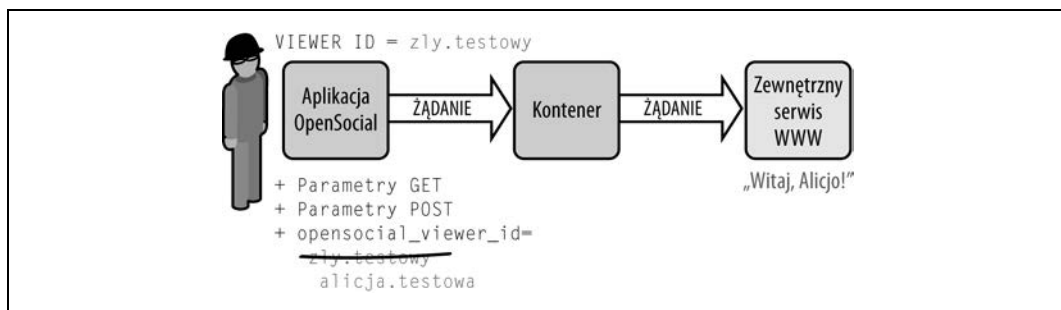 VIEWER ID = zly.testowy
Aplikacja
OpenSocial
ŻĄDANIE
Kontener
ŻĄDANIE
Zewnętrzny
serwis
WWW
„Witaj, Alicjo!”
+ Parametry GET
+ Parametry POST
+ opensocial_viewer_id=
zly.testowy
alicja.testowa